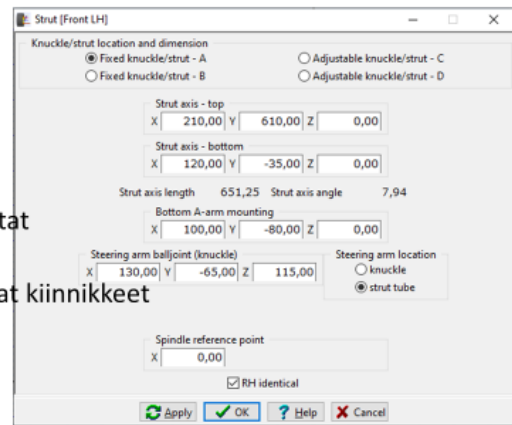 Strut [Front LH]
Knuckle/strut location and dimension
Fixed knuckle/strut - A Adjustable knuckle/strut - C
Fixed knuckle/strut - B Adjustable knuckle/strut - D
Strut axis - top
X 210,00 Y 610,00 Z 0,00
Strut axis - bottom
X 120,00 Y -35,00 Z 0,00
Strut axis length 651,25 Strut axis angle 7,94
tat
Bottom A-arm mounting
X 100,00 Y -80,00 Z 0,00
Steering arm balljoint (knuckle) Steering arm location
X 130,00 Y -65,00 Z 115,00 knuckle
at kiinnikkeet strut tube
Spindle reference point
X 0,00
RH identical
Apply OK ? Help Cancel